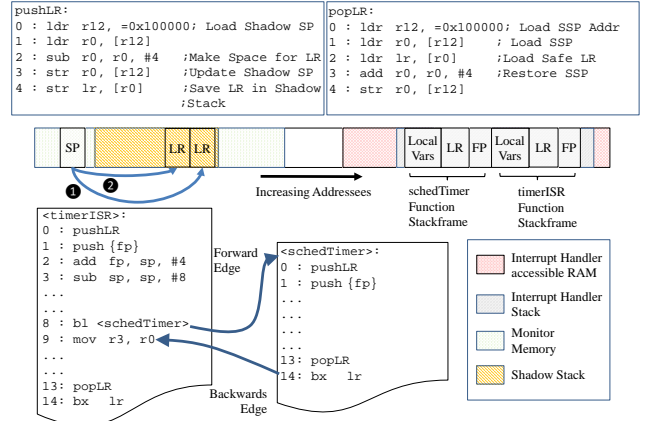 pushLR:
0 : ldr r12, =0x100000; Load Shadow SP
1 : ldr r0, [r12]
2 : sub r0, r0, #4 ;Make Space for LR
3 : str r0, [r12] ;Update Shadow SP
4 : str lr, [r0] ;Save LR in Shadow
;Stack
popLR:
0 : ldr r12, =0x100000; Load SSP Addr
1 : ldr r0, [r12] ; Load SSP
2 : ldr lr, [r0] ;Load Safe LR
3 : add r0, r0, #4 ;Restore SSP
4 : str r0, [r12]
SP
LR
LR
Local
Vars
LR
FP
Local
Vars
LR
FP
1
2
Increasing Addressees
schedTimer
Function
Stackframe
timerISR
Function
Stackframe
<timerISR>:
0 : pushLR
1 : push {fp}
2 : add fp, sp, #4
3 : sub sp, sp, #8
...
...
8 : bl <schedTimer>
9 : mov r3, r0
...
...
13: popLR
14: bx lr
Forward
Edge
Backwards
Edge
<schedTimer>:
0 : pushLR
1 : push {fp}
...
...
...
...
13: popLR
14: bx lr
Interrupt Handler
accessible RAM
Interrupt Handler
Stack
Monitor
Memory
Shadow Stack